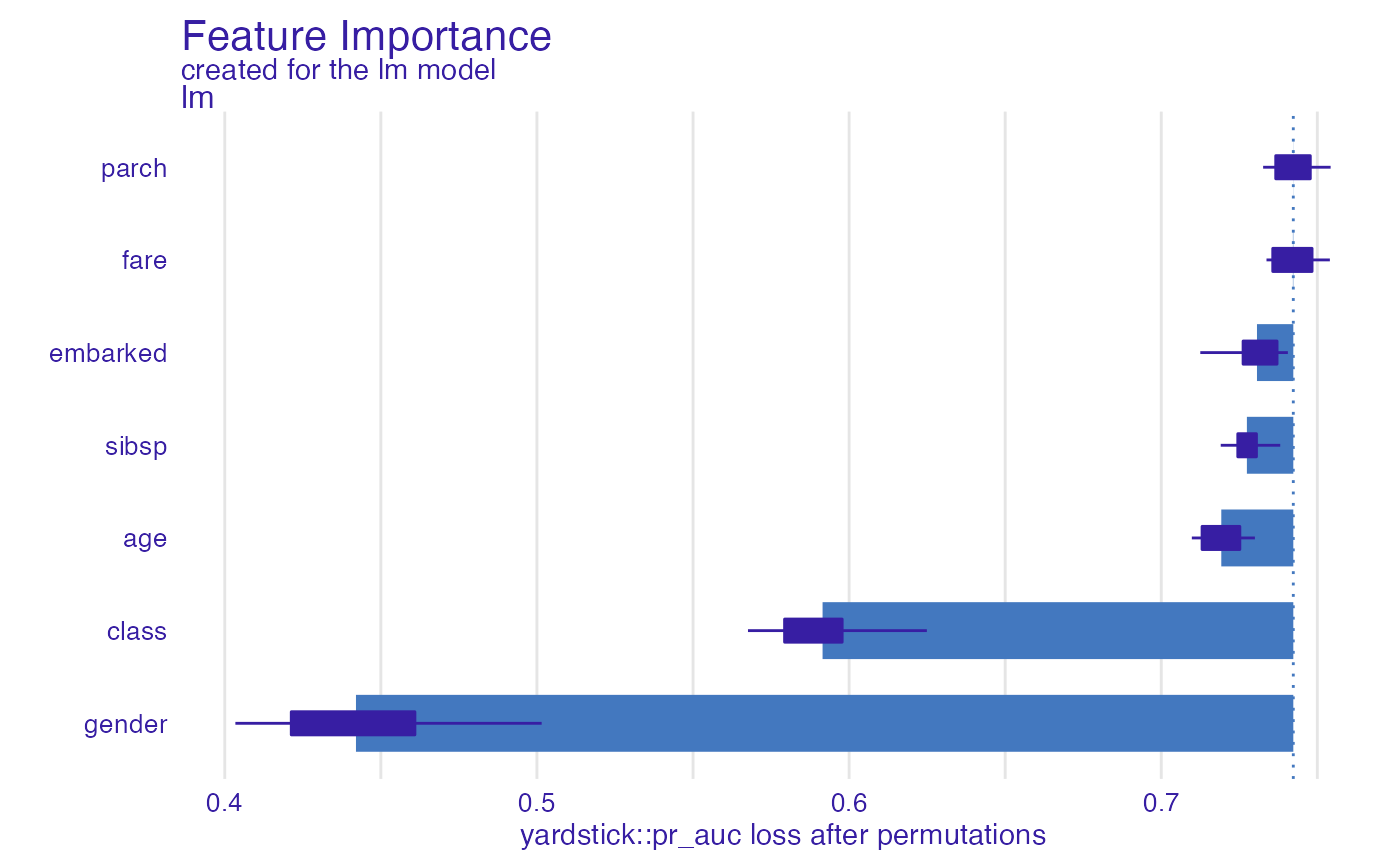 Feature Importance
created for the lm model
lm
parch
fare
embarked
sibsp
age
class
gender
0.4 0.5 0.6 0.7
yardstick::pr_auc loss after permutations